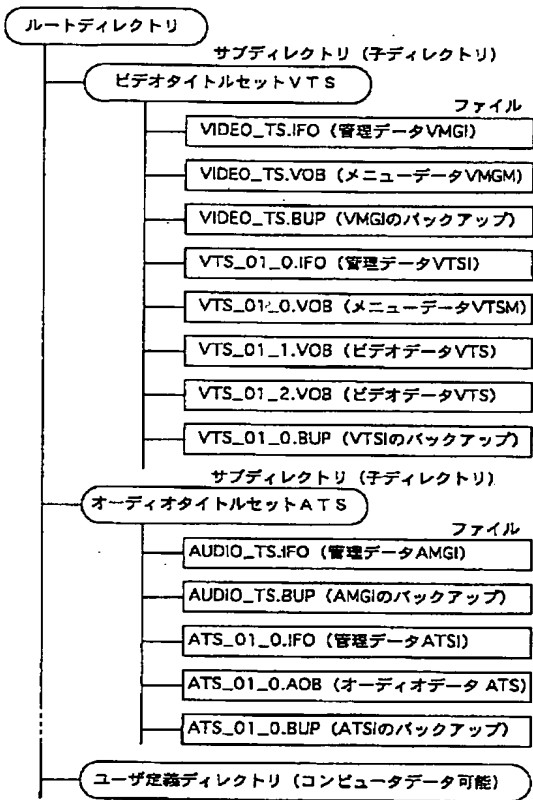 ルートディレクトリ
サブディレクトリ（子ディレクトリ）
ビデオタイトルセットVTS
ファイル
VIDEO_TS.IFO（管理データVMGI）
VIDEO_TS.VOB（メニューデータVMGM）
VIDEO_TS.BUP（VMGIのバックアップ）
VTS_01_0.IFO（管理データVTSI）
VTS_01_0.VOB（メニューデータVTSM）
VTS_01_1.VOB（ビデオデータVTS）
VTS_01_2.VOB（ビデオデータVTS）
VTS_01_0.BUP（VTSIのバックアップ）
サブディレクトリ（子ディレクトリ）
オーディオタイトルセットATS
ファイル
AUDIO_TS.IFO（管理データAMGI）
AUDIO_TS.BUP（AMGIのバックアップ）
ATS_01_0.IFO（管理データATSI）
ATS_01_0.AOB（オーディオデータ ATS）
ATS_01_0.BUP（ATSIのバックアップ）
ユーザ定義ディレクトリ（コンピュータデータ可能）